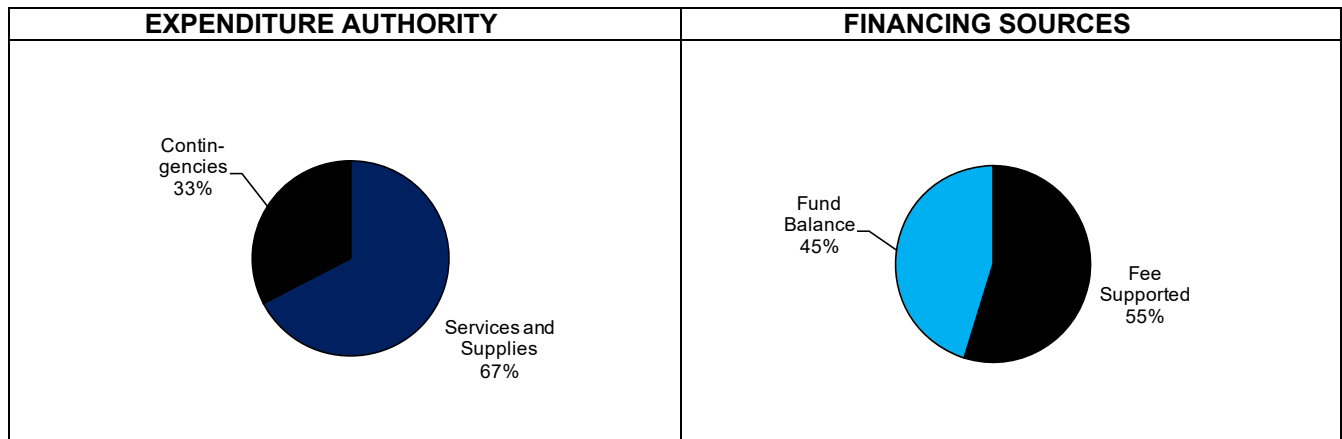 EXPENDITURE AUTHORITY
FINANCING SOURCES
Contin-
gencies
33%
Services and
Supplies
67%
Fund
Balance
45%
Fee
Supported
55%